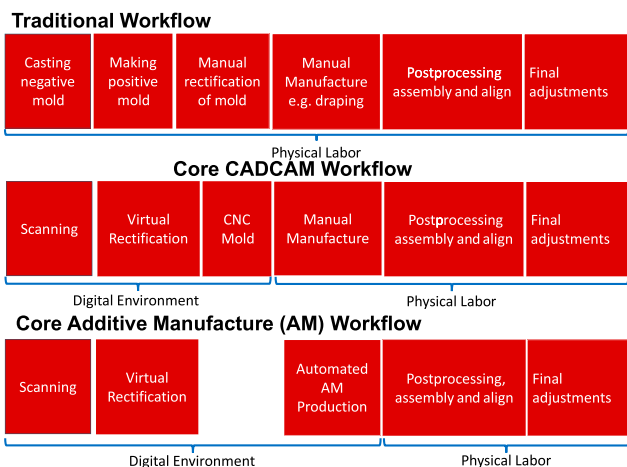 Traditional Workflow
Casting
negative
mold
Making
positive
mold
Manual
rectification
of mold
Manual
Manufacture
e.g. draping
Postprocessing
assembly and align
Final
adjustments
Physical Labor
Core CADCAM Workflow
Scanning
Virtual
Rectification
CNC
Mold
Manual
Manufacture
Postprocessing
assembly and align
Final
adjustments
Digital Environment
Physical Labor
Core Additive Manufacture (AM) Workflow
Scanning
Virtual
Rectification
Automated
AM
Production
Postprocessing,
assembly and align
Final
adjustments
Digital Environment
Physical Labor